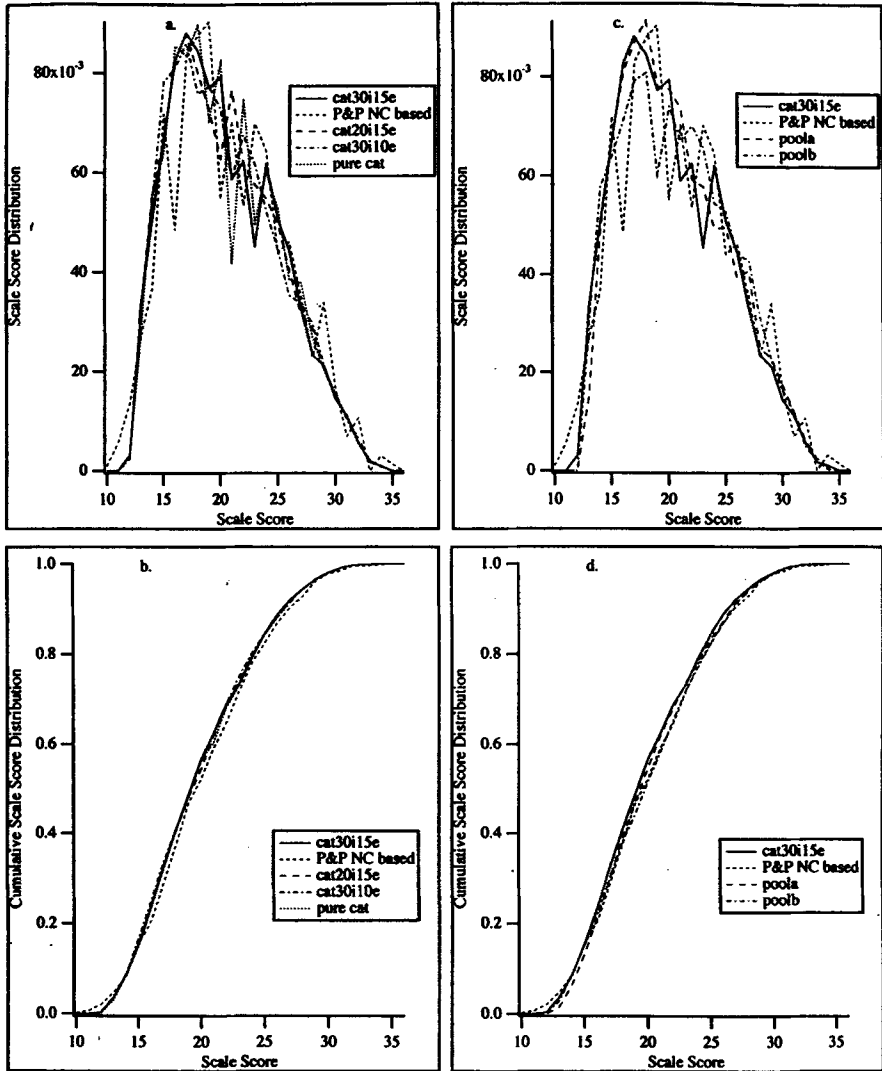 a.
80x10⁻³
60
40
20
0
Scale Score Distribution
10
15
20
25
30
35
Scale Score
cat30i15e
P&P NC based
cat20i15e
cat30i10e
pure cat
c.
80x10⁻³
60
40
20
0
Scale Score Distribution
10
15
20
25
30
35
Scale Score
cat30i15e
P&P NC based
poola
poolb
b.
1.0
0.8
0.6
0.4
0.2
0.0
Cumulative Scale Score Distribution
10
15
20
25
30
35
Scale Score
cat30i15e
P&P NC based
cat20i15e
cat30i10e
pure cat
d.
1.0
0.8
0.6
0.4
0.2
0.0
Cumulative Scale Score Distribution
10
15
20
25
30
35
Scale Score
cat30i15e
P&P NC based
poola
poolb